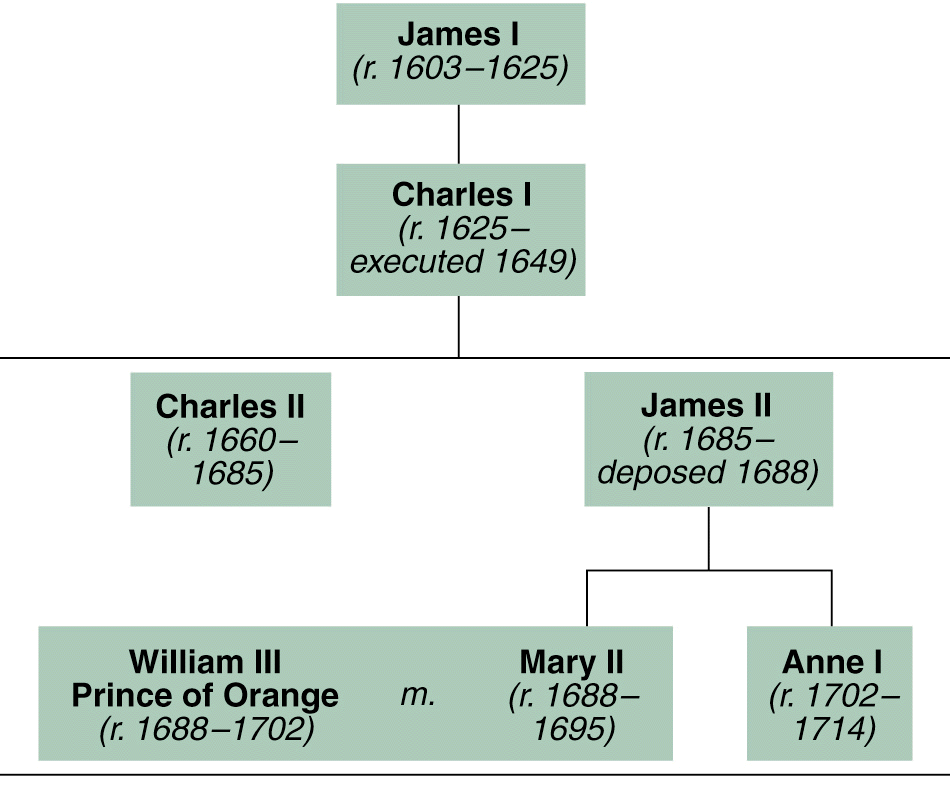 James I
(r. 1603–1625)
Charles I
(r. 1625–
executed 1649)
Charles II
(r. 1660–
1685)
James II
(r. 1685–
deposed 1688)
William III
Prince of Orange
(r. 1688–1702)
m.
Mary II
(r. 1688–
1695)
Anne I
(r. 1702–
1714)